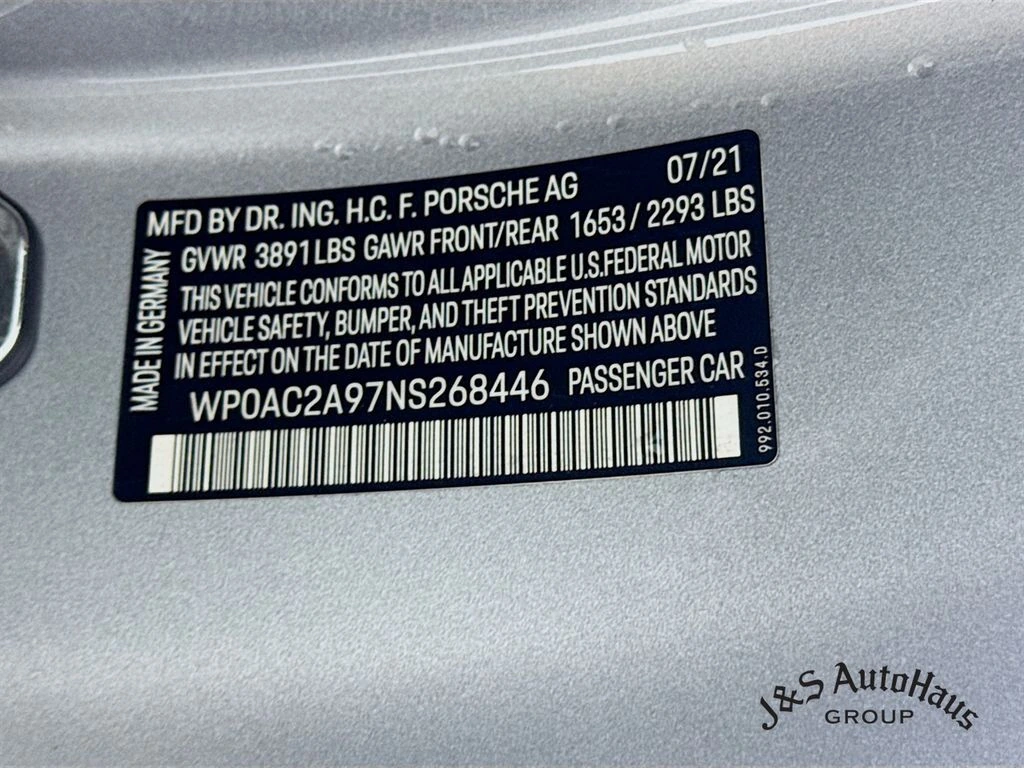 MFD BY DR. ING. H.C. F. PORSCHE AG 07/21
GVWR 3891 LBS GAWR FRONT/REAR 1653 / 2293 LBS
THIS VEHICLE CONFORMS TO ALL APPLICABLE U.S.FEDERAL MOTOR
VEHICLE SAFETY, BUMPER, AND THEFT PREVENTION STANDARDS
IN EFFECT ON THE DATE OF MANUFACTURE SHOWN ABOVE
WP0AC2A97NS268446 PASSENGER CAR
MADE IN GERMANY
992.010.534.D
J&S AutoHaus
GROUP